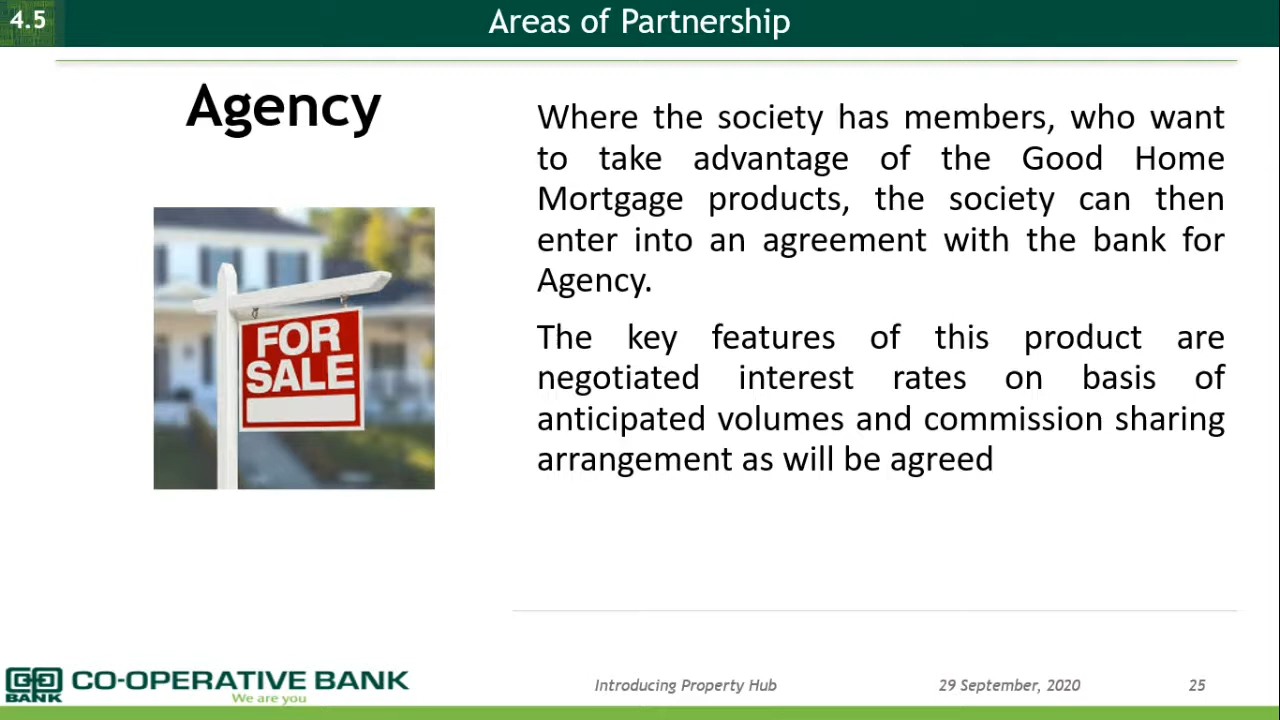 4.5
Areas of Partnership
Agency
FOR
SALE
Where the society has members, who want
to take advantage of the Good Home
Mortgage products, the society can then
enter into an agreement with the bank for
Agency.
The key features of this product are
negotiated interest rates on basis of
anticipated volumes and commission sharing
arrangement as will be agreed
BANK
CO-OPERATIVE BANK
We are you
Introducing Property Hub
29 September, 2020
25